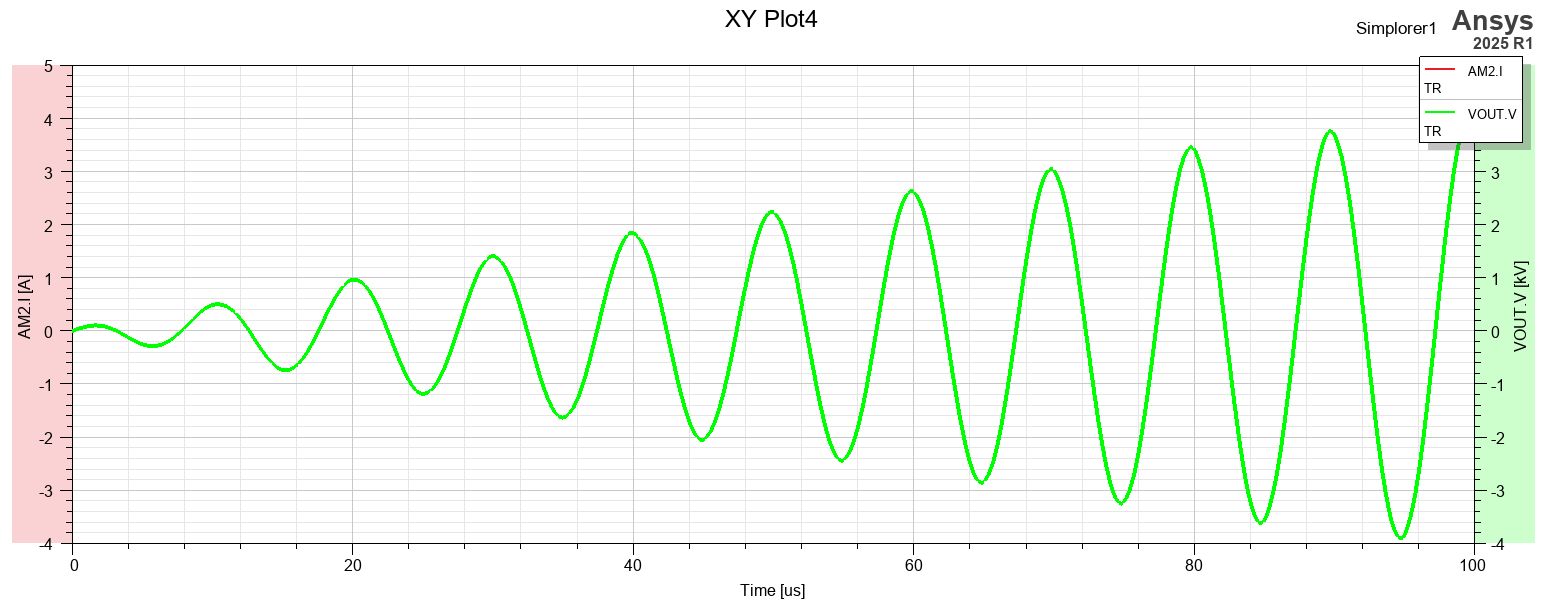 XY Plot4
Simplorer1
Ansys
2025 R1
AM2.I
TR
VOUT.V
TR
5
4
3
2
1
0
-1
-2
-3
-4
AM2.I [A]
3
2
1
0
-1
-2
-3
-4
VOUT.V [kV]
0
20
40
60
80
100
Time [us]